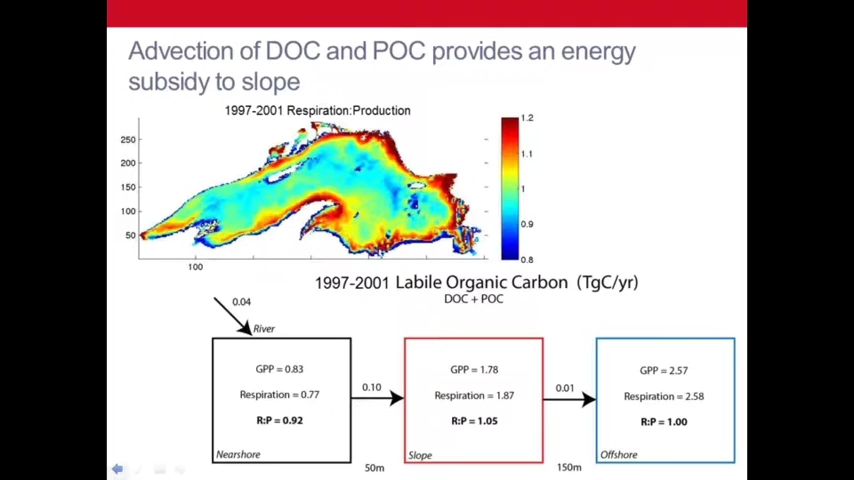 Advection of DOC and POC provides an energy
subsidy to slope
1997-2001 Respiration:Production
250
200
150
100
50
100
1.2
1.1
1
0.9
0.8
1997-2001 Labile Organic Carbon (TgC/yr)
DOC + POC
0.04
River
GPP = 0.83
Respiration = 0.77
R:P = 0.92
Nearshore
0.10
50m
GPP = 1.78
Respiration = 1.87
R:P = 1.05
Slope
0.01
150m
GPP = 2.57
Respiration = 2.58
R:P = 1.00
Offshore